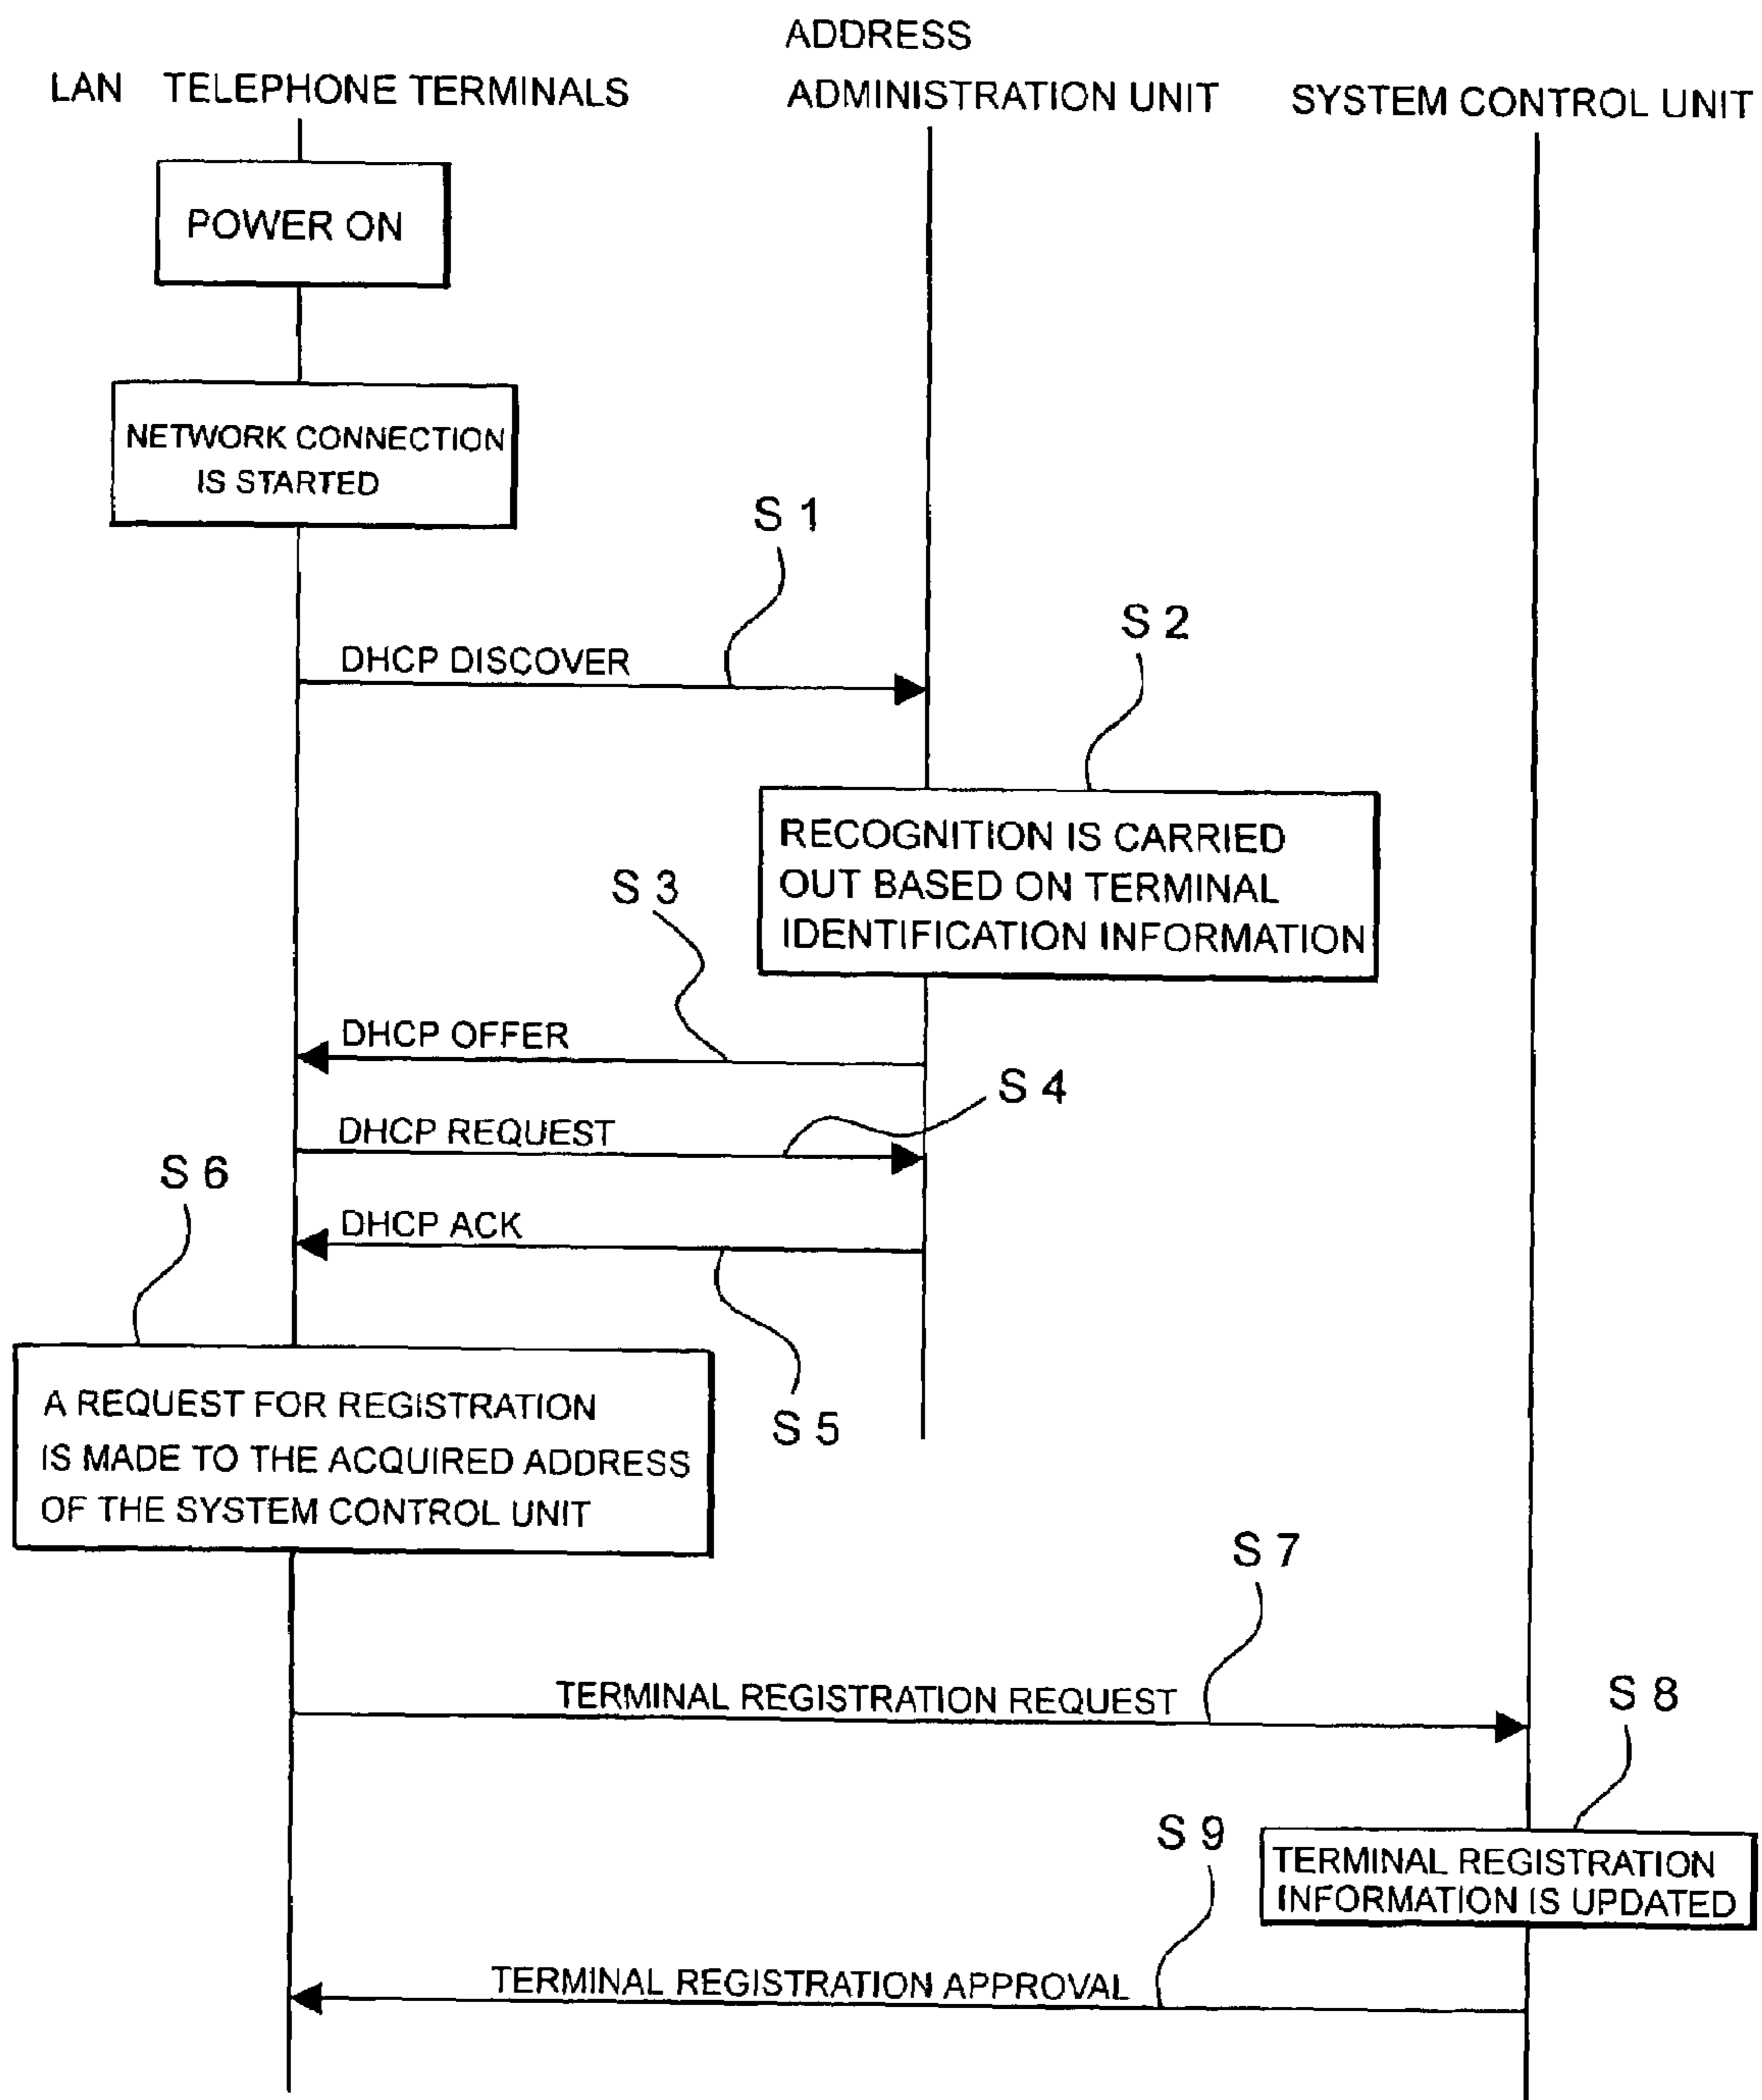 ADDRESS
LAN TELEPHONE TERMINALS
ADMINISTRATION UNIT
SYSTEM CONTROL UNIT
POWER ON
NETWORK CONNECTION
IS STARTED
S 1
DHCP DISCOVER
S 2
RECOGNITION IS CARRIED
OUT BASED ON TERMINAL
IDENTIFICATION INFORMATION
S 3
DHCP OFFER
S 4
DHCP REQUEST
S 6
DHCP ACK
S 5
A REQUEST FOR REGISTRATION
IS MADE TO THE ACQUIRED ADDRESS
OF THE SYSTEM CONTROL UNIT
S 7
TERMINAL REGISTRATION REQUEST
S 8
S 9
TERMINAL REGISTRATION
INFORMATION IS UPDATED
TERMINAL REGISTRATION APPROVAL